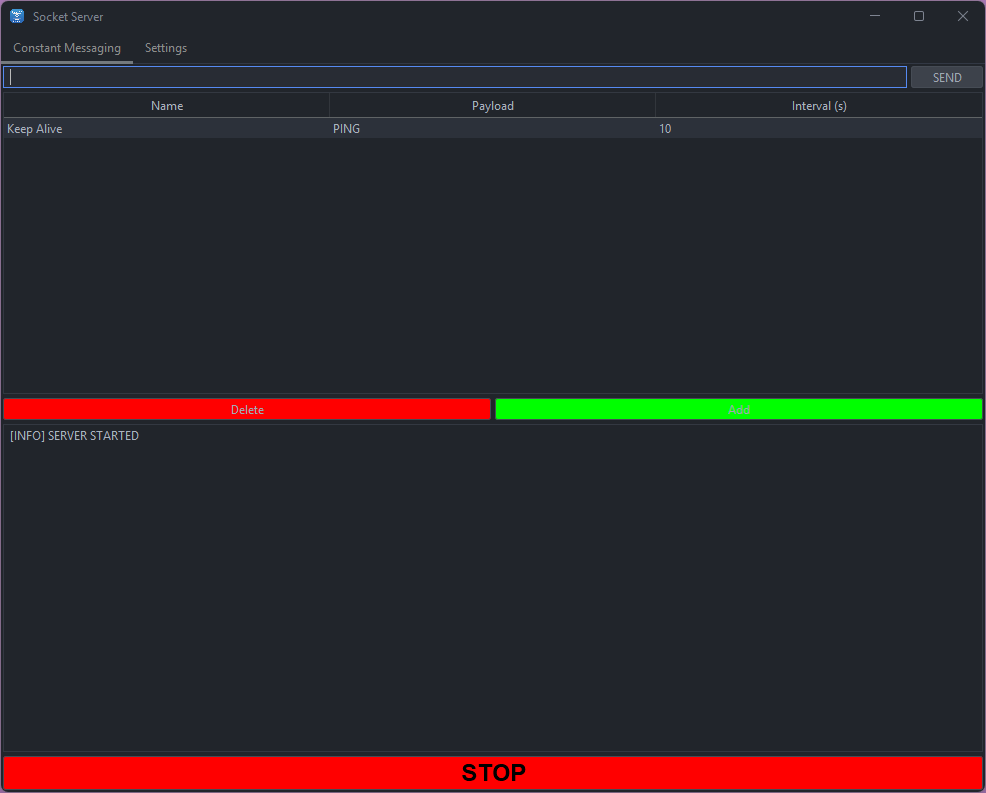 Socket Server
Constant Messaging Settings
SEND
Name Payload Interval (s)
Keep Alive PING 10
Delete Add
[INFO] SERVER STARTED
STOP